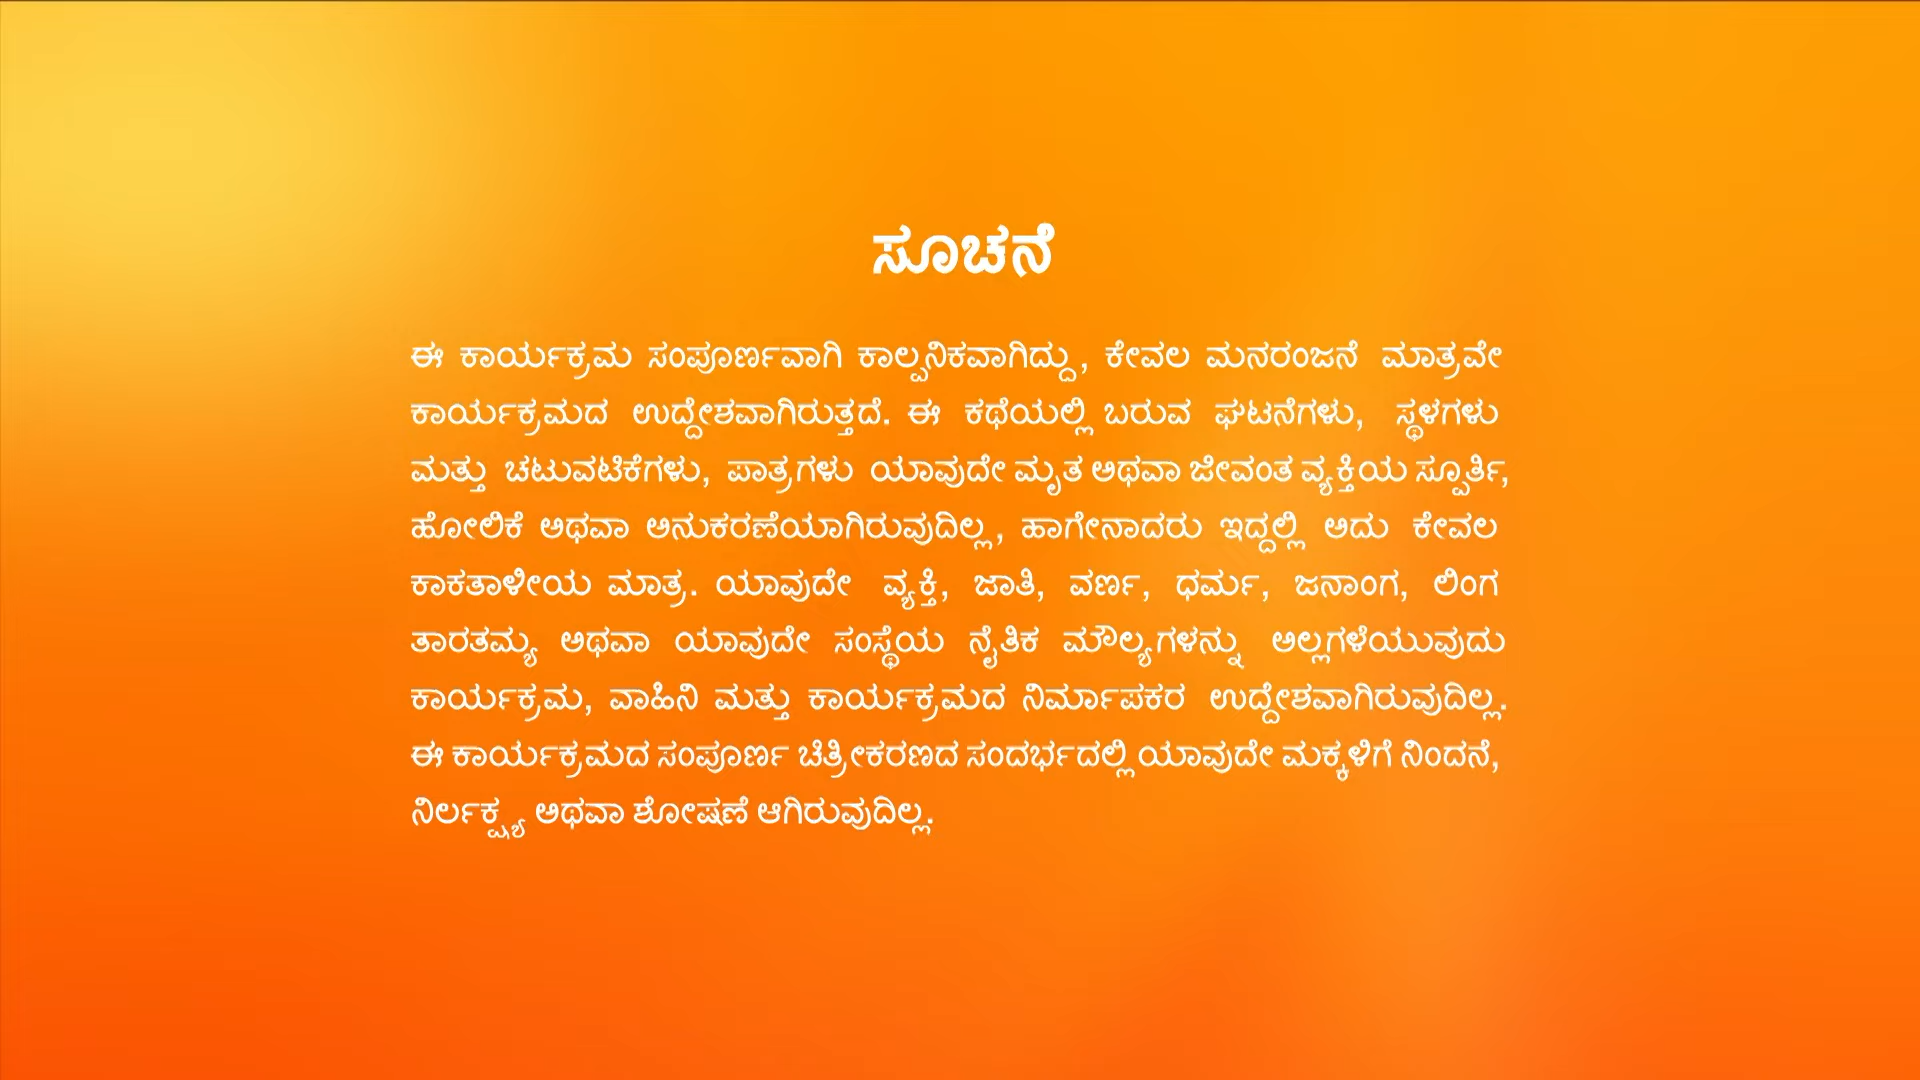 ಸೂಚನೆ
ಈ ಕಾರ್ಯಕ್ರಮ ಸಂಪೂರ್ಣವಾಗಿ ಕಾಲ್ಪನಿಕವಾಗಿದ್ದು, ಕೇವಲ ಮನರಂಜನೆ ಮಾತ್ರವೇ
ಕಾರ್ಯಕ್ರಮದ ಉದ್ದೇಶವಾಗಿರುತ್ತದೆ. ಈ ಕಥೆಯಲ್ಲಿ ಬರುವ ಘಟನೆಗಳು, ಸ್ಥಳಗಳು
ಮತ್ತು ಚಟುವಟಿಕೆಗಳು, ಪಾತ್ರಗಳು ಯಾವುದೇ ಮೃತ ಅಥವಾ ಜೀವಂತ ವ್ಯಕ್ತಿಯ ಸ್ಪೂರ್ತಿ,
ಹೋಲಿಕೆ ಅಥವಾ ಅನುಕರಣೆಯಾಗಿರುವುದಿಲ್ಲ, ಹಾಗೇನಾದರು ಇದ್ದಲ್ಲಿ ಅದು ಕೇವಲ
ಕಾಕತಾಳೀಯ ಮಾತ್ರ. ಯಾವುದೇ ವ್ಯಕ್ತಿ, ಜಾತಿ, ವರ್ಣ, ಧರ್ಮ, ಜನಾಂಗ, ಲಿಂಗ
ತಾರತಮ್ಯ ಅಥವಾ ಯಾವುದೇ ಸಂಸ್ಥೆಯ ನೈತಿಕ ಮೌಲ್ಯಗಳನ್ನು ಅಲ್ಲಗಳೆಯುವುದು
ಕಾರ್ಯಕ್ರಮ, ವಾಹಿನಿ ಮತ್ತು ಕಾರ್ಯಕ್ರಮದ ನಿರ್ಮಾಪಕರ ಉದ್ದೇಶವಾಗಿರುವುದಿಲ್ಲ.
ಈ ಕಾರ್ಯಕ್ರಮದ ಸಂಪೂರ್ಣ ಚಿತ್ರೀಕರಣದ ಸಂದರ್ಭದಲ್ಲಿ ಯಾವುದೇ ಮಕ್ಕಳಿಗೆ ನಿಂದನೆ,
ನಿರ್ಲಕ್ಷ್ಯ ಅಥವಾ ಶೋಷಣೆ ಆಗಿರುವುದಿಲ್ಲ.